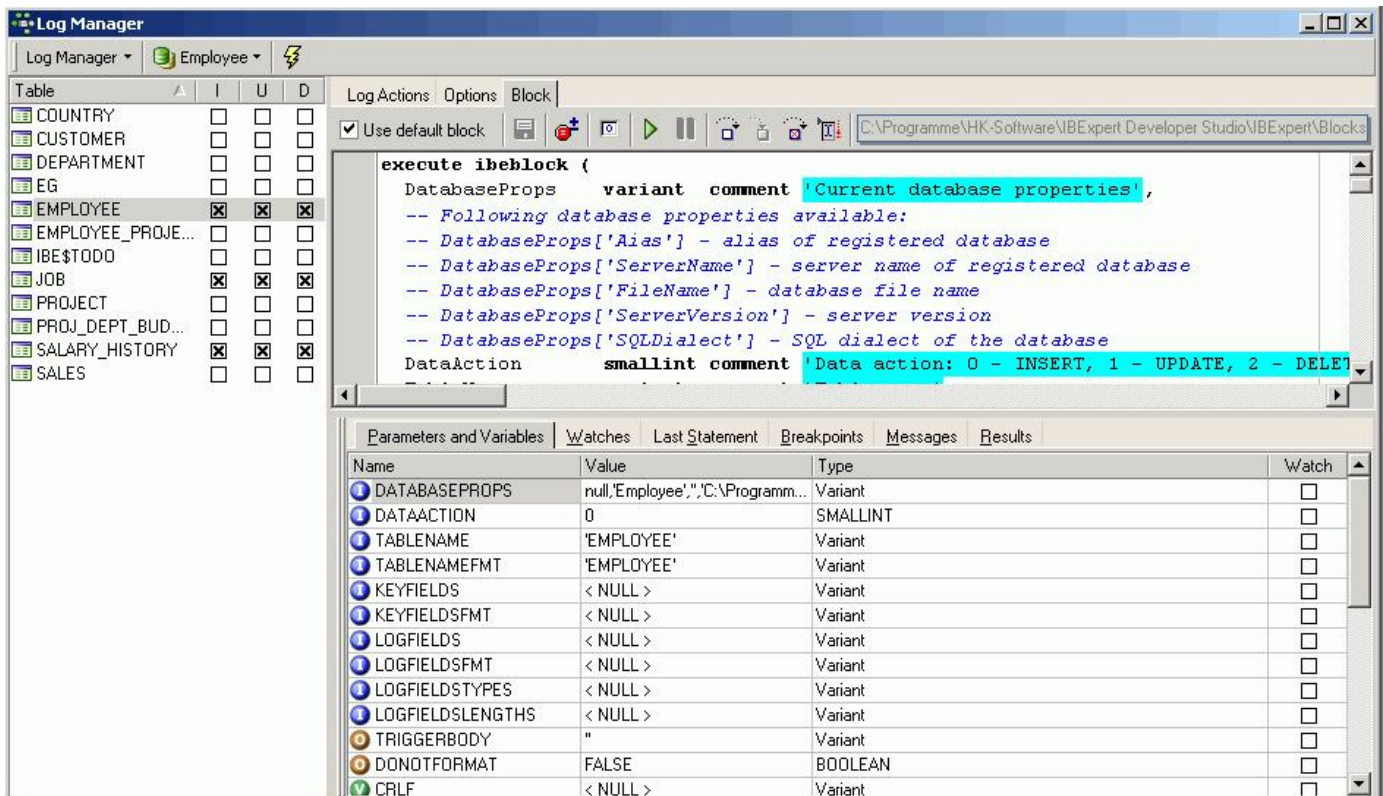 Log Manager
Log Manager Employee
Table I U D
COUNTRY
CUSTOMER
DEPARTMENT
EG
EMPLOYEE
EMPLOYEE_PROJE...
IBE$TODO
JOB
PROJECT
PROJ_DEPT_BUD...
SALARY_HISTORY
SALES
Log Actions Options Block
Use default block C:\Programme\HK-Software\IBExpert Developer Studio\IBExpert\Blocks
execute ibeblock (
DatabaseProps variant comment 'Current database properties',
-- Following database properties available:
-- DatabaseProps['Aias'] - alias of registered database
-- DatabaseProps['ServerName'] - server name of registered database
-- DatabaseProps['FileName'] - database file name
-- DatabaseProps['ServerVersion'] - server version
-- DatabaseProps['SQLDialect'] - SQL dialect of the database
DataAction smallint comment 'Data action: 0 - INSERT, 1 - UPDATE, 2 - DELET
Parameters and Variables Watches Last Statement Breakpoints Messages Results
Name Value Type Watch
DATABASEPROPS null,'Employee','','C:\Programm... Variant
DATAACTION 0 SMALLINT
TABLENAME 'EMPLOYEE' Variant
TABLENAMEFMT 'EMPLOYEE' Variant
KEYFIELDS < NULL > Variant
KEYFIELDSFMT < NULL > Variant
LOGFIELDS < NULL > Variant
LOGFIELDSFMT < NULL > Variant
LOGFIELDSTYPES < NULL > Variant
LOGFIELDSLENGTHS < NULL > Variant
TRIGGERBODY '' Variant
DONOTFORMAT FALSE BOOLEAN
CRLF < NULL > Variant